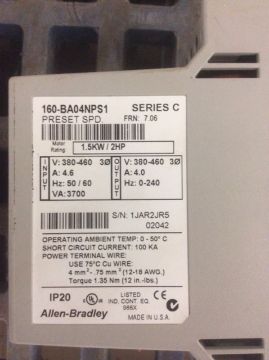 160-BA04NPS1 SERIES C
PRESET SPD. FRN: 7.06
Motor Rating 1.5KW / 2HP
INPUT V: 380-460 3Ø OUTPUT V: 380-460 3Ø
A: 4.6 A: 4.0
Hz: 50 / 60 Hz: 0-240
VA: 3700
S/N: 1JAR2JR5
02042
OPERATING AMBIENT TEMP: 0 - 50° C
SHORT CIRCUIT CURRENT: 100 KA
POWER TERMINAL WIRE:
USE 75°C Cu WIRE:
4 mm² - .75 mm² (12-18 AWG.)
Torque 1.35 Nm (12 in.-lbs.)
IP20 UL LISTED
IND. CONT. EQ.
966X
Allen-Bradley MADE IN U.S.A.